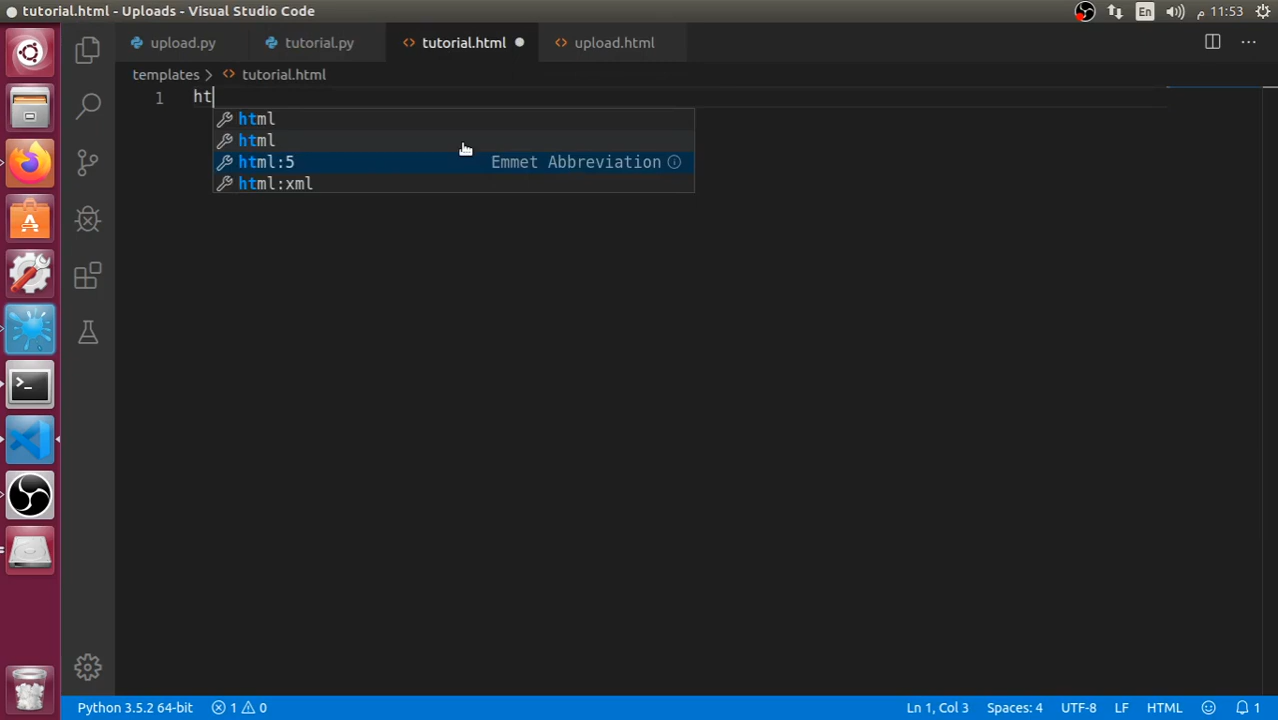 tutorial.html - Uploads - Visual Studio Code
En
11:53 م
upload.py
tutorial.py
tutorial.html
upload.html
templates
tutorial.html
1
ht
html
html
html:5
Emmet Abbreviation
html:xml
Python 3.5.2 64-bit
1
0
Ln 1, Col 3
Spaces: 4
UTF-8
LF
HTML
1